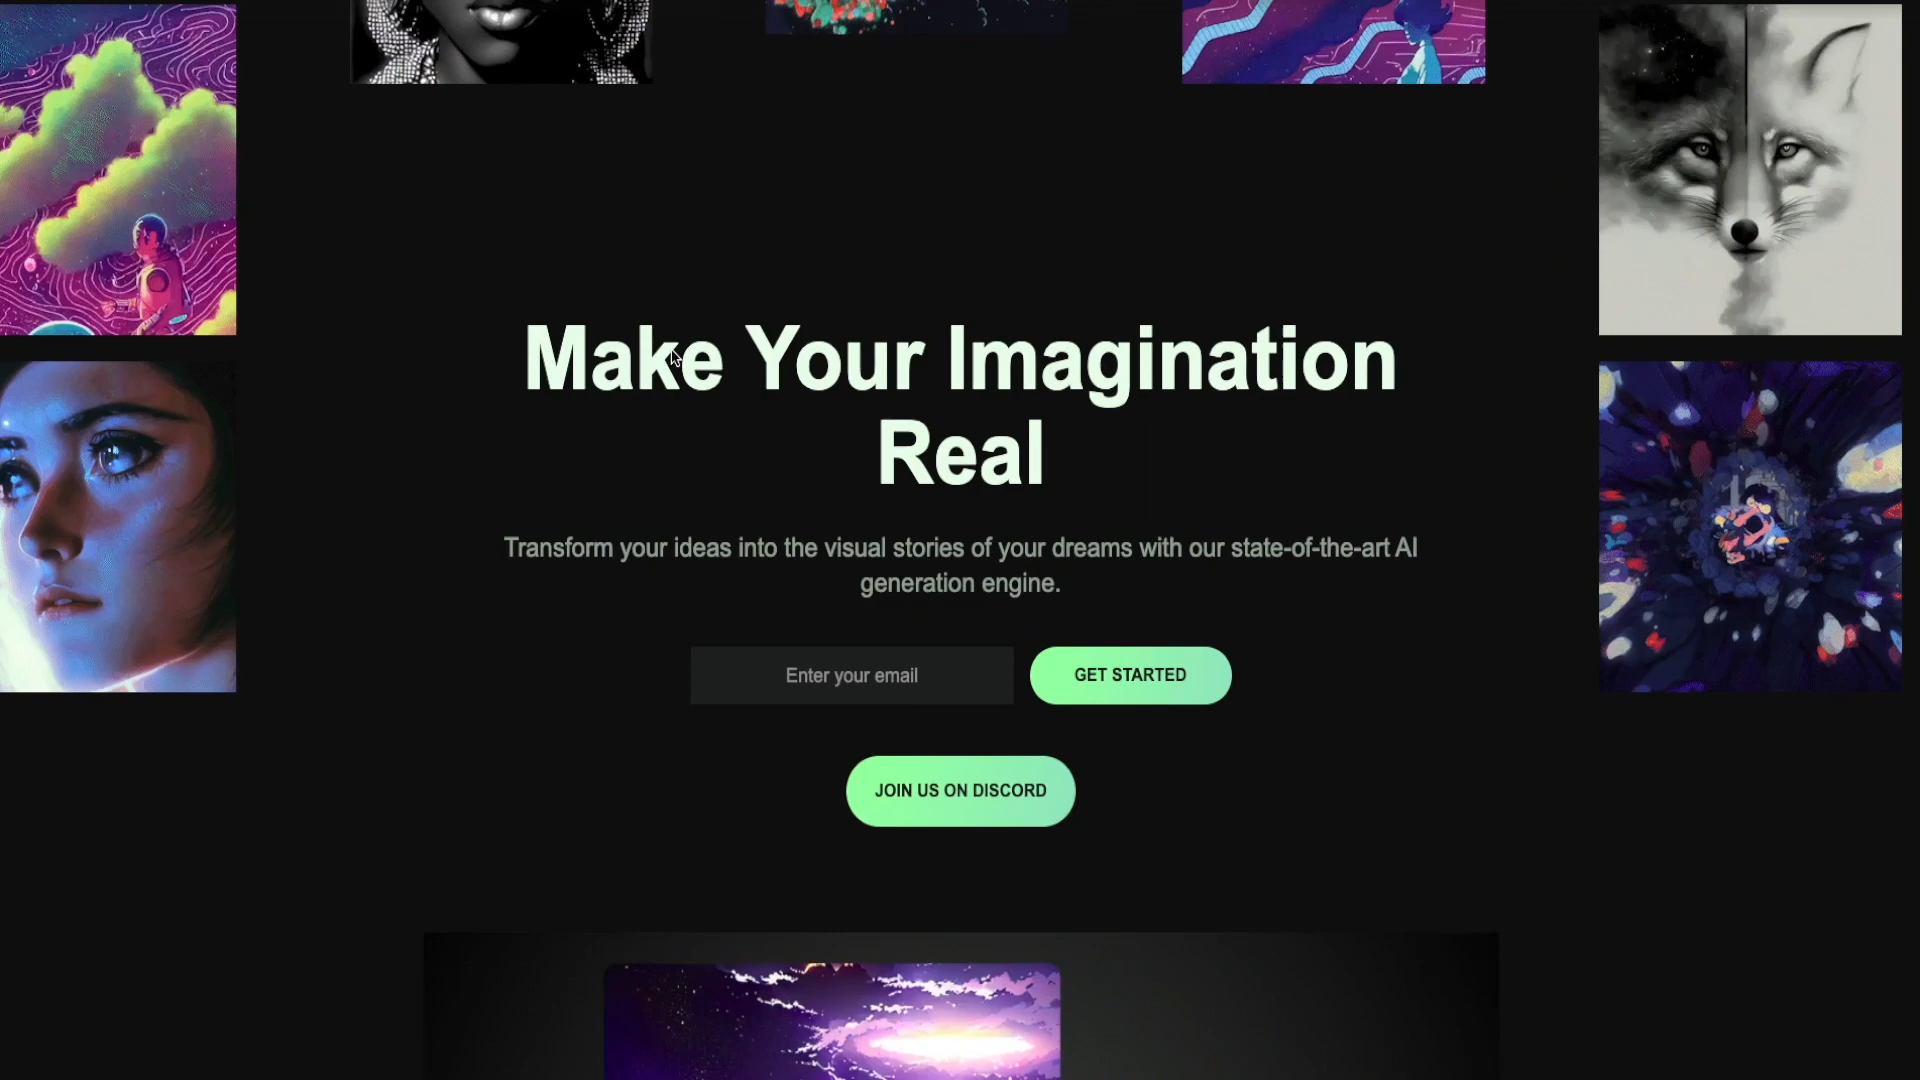 Make Your Imagination
Real
Transform your ideas into the visual stories of your dreams with our state-of-the-art AI
generation engine.
Enter your email
GET STARTED
JOIN US ON DISCORD